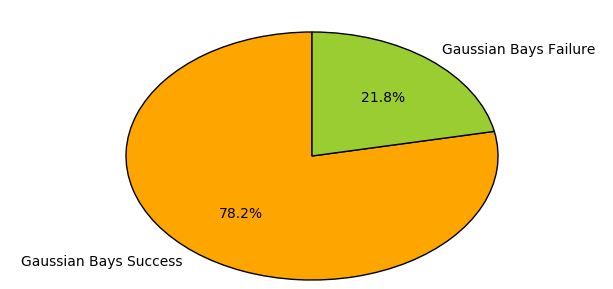 Gaussian Bays Failure
21.8%
78.2%
Gaussian Bays Success